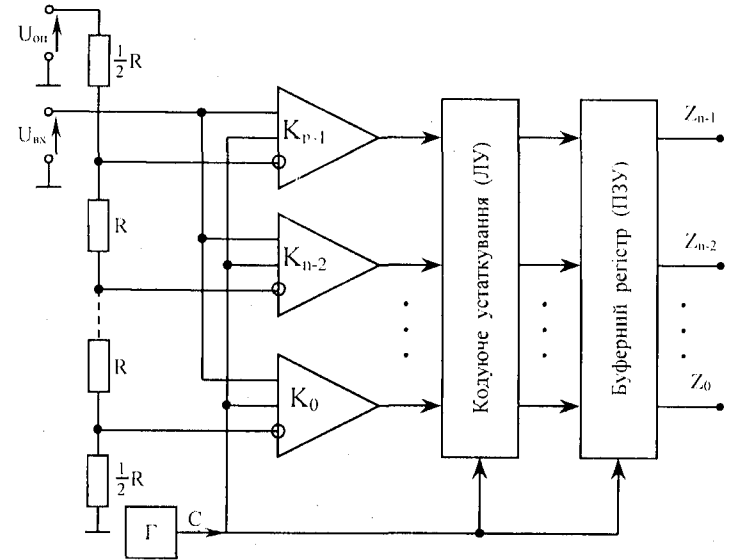 Uоп
½R
Uвх
Kn-1
Zn-1
R
Kn-2
Zn-2
R
K0
Z0
½R
Г
C
Кодуюче устаткування (ЛУ)
Буферний регістр (ПЗУ)